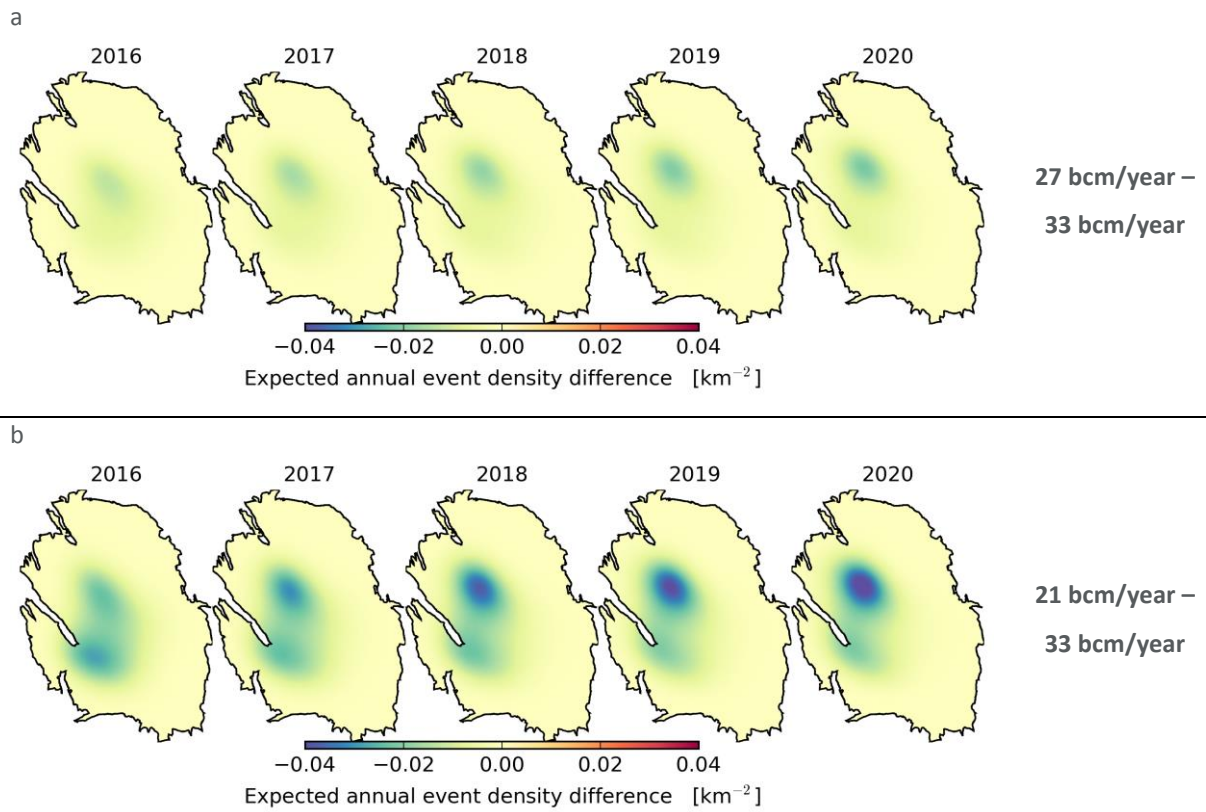 a
2016 2017 2018 2019 2020
27 bcm/year –
33 bcm/year
−0.04 −0.02 0.00 0.02 0.04
Expected annual event density difference [km⁻²]
b
2016 2017 2018 2019 2020
21 bcm/year –
33 bcm/year
−0.04 −0.02 0.00 0.02 0.04
Expected annual event density difference [km⁻²]